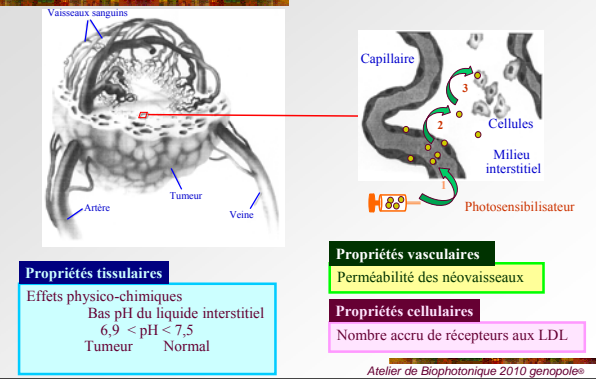 Vaisseaux sanguins
Artère
Tumeur
Veine
Capillaire
3
2
Cellules
Milieu
interstitiel
1
Photosensibilisateur
Propriétés tissulaires
Effets physico-chimiques
Bas pH du liquide interstitiel
6,9 < pH < 7,5
Tumeur Normal
Propriétés vasculaires
Perméabilité des néovaisseaux
Propriétés cellulaires
Nombre accru de récepteurs aux LDL
Atelier de Biophotonique 2010 genopole®